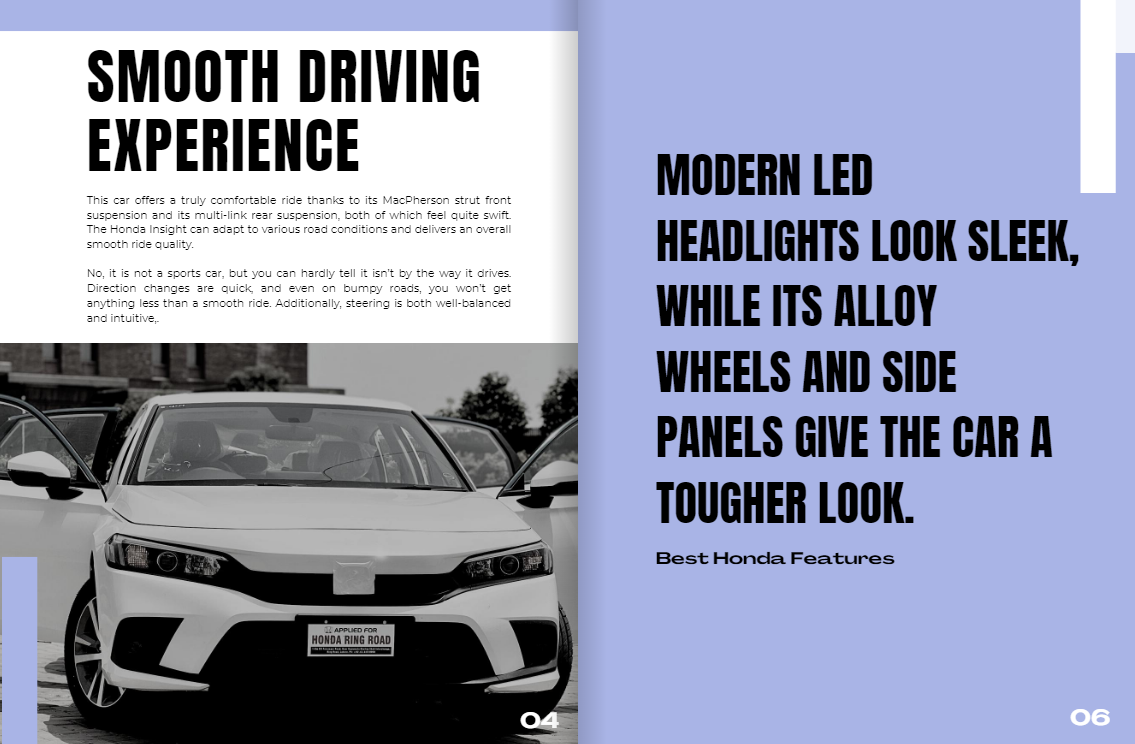 SMOOTH DRIVING
EXPERIENCE
This car offers a truly comfortable ride thanks to its MacPherson strut front
suspension and its multi-link rear suspension, both of which feel quite swift.
The Honda Insight can adapt to various road conditions and delivers an overall
smooth ride quality.
No, it is not a sports car, but you can hardly tell it isn't by the way it drives.
Direction changes are quick, and even on bumpy roads, you won't get
anything less than a smooth ride. Additionally, steering is both well-balanced
and intuitive,.
APPLIED FOR
HONDA RING ROAD
04
MODERN LED
HEADLIGHTS LOOK SLEEK,
WHILE ITS ALLOY
WHEELS AND SIDE
PANELS GIVE THE CAR A
TOUGHER LOOK.
Best Honda Features
06